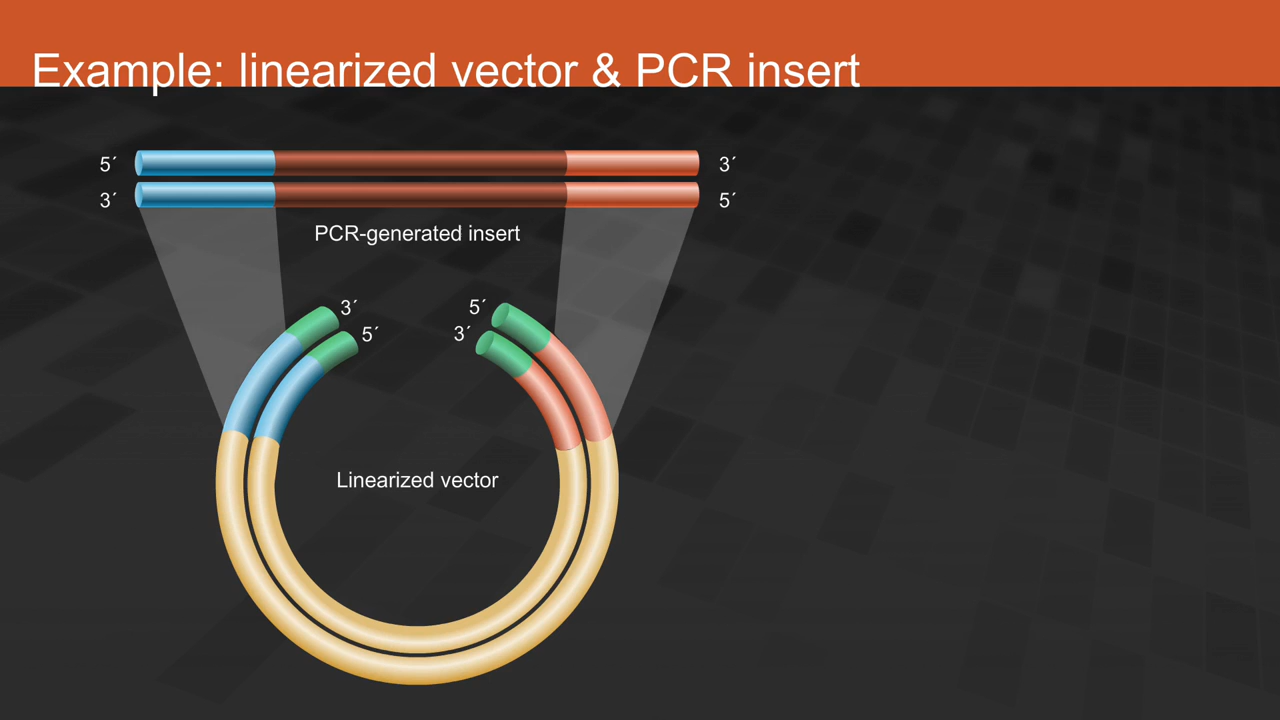 Example: linearized vector & PCR insert
5´ 3´
3´ 5´
PCR-generated insert
3´ 5´
5´ 3´
Linearized vector